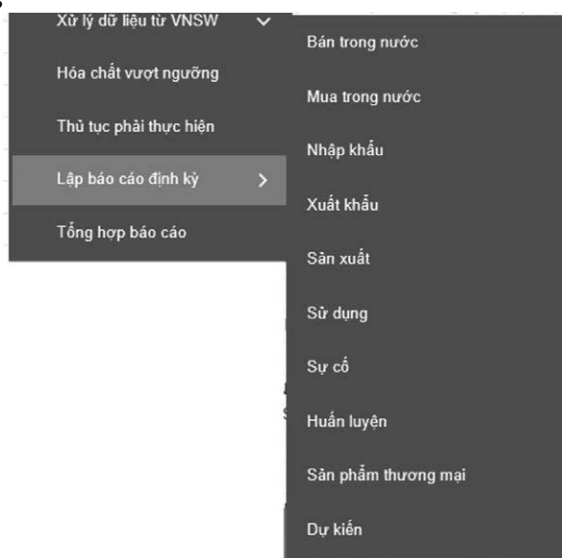 Xử lý dữ liệu từ VNSW
Hóa chất vượt ngưỡng
Thủ tục phải thực hiện
Lập báo cáo định kỳ
Tổng hợp báo cáo
Bán trong nước
Mua trong nước
Nhập khẩu
Xuất khẩu
Sản xuất
Sử dụng
Sự cố
Huấn luyện
Sản phẩm thương mại
Dự kiến